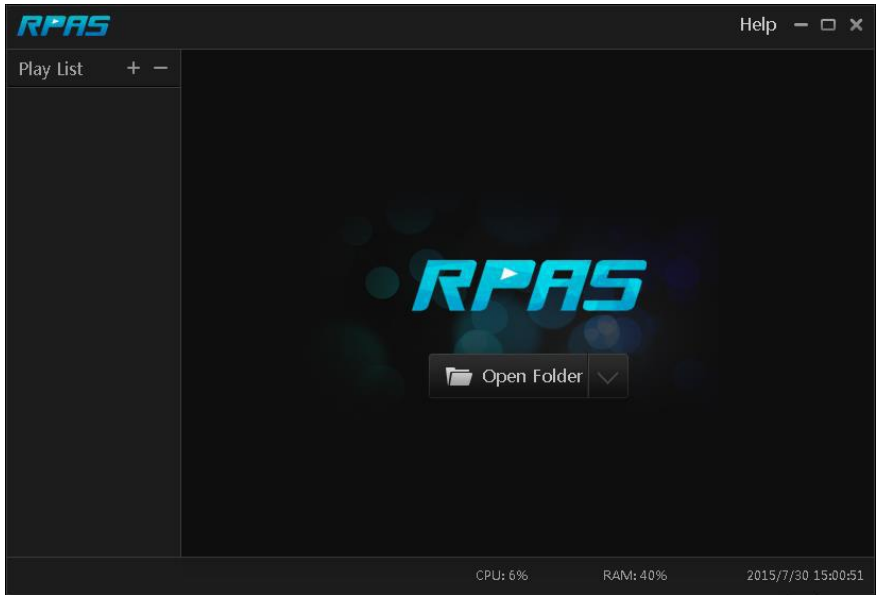 RPAS Help
Play List + −
RPAS
Open Folder
CPU: 6% RAM: 40% 2015/7/30 15:00:51